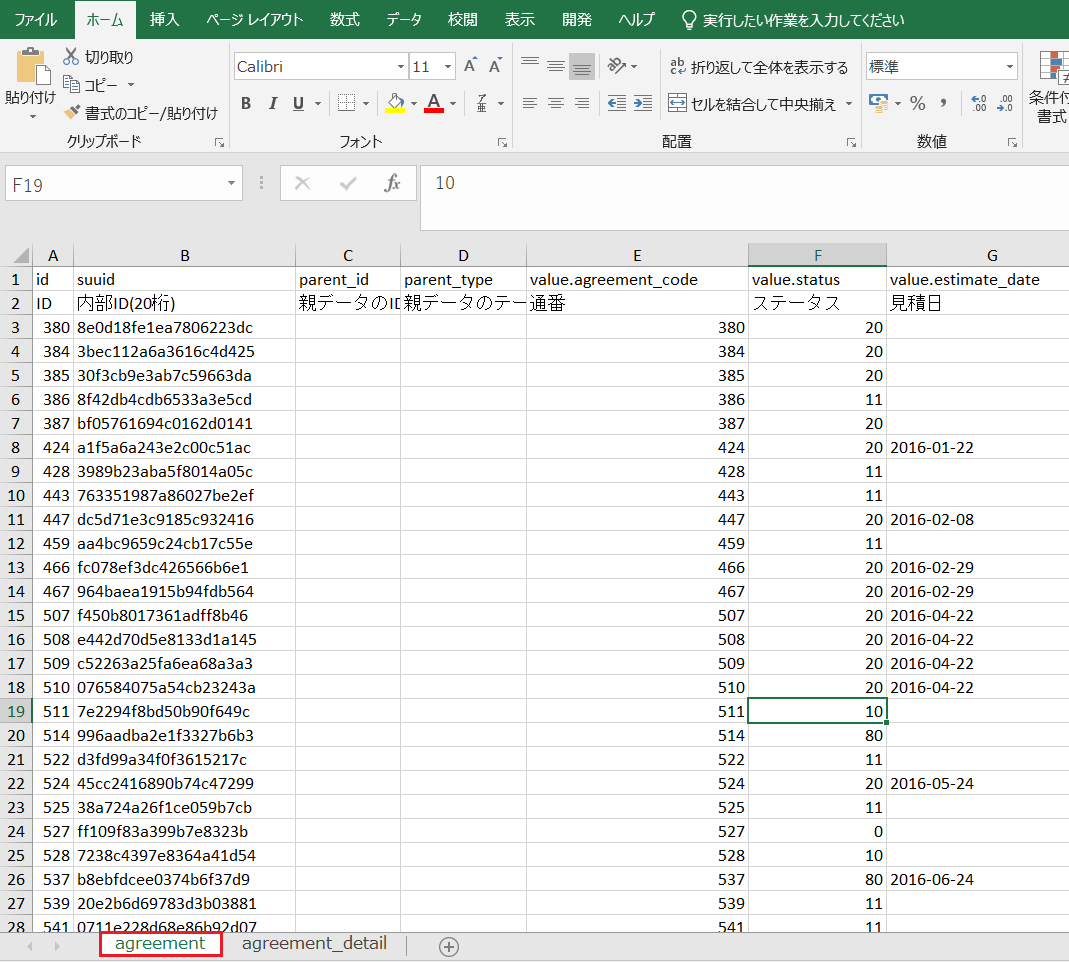 ファイル ホーム 挿入 ページ レイアウト 数式 データ 校閲 表示 開発 ヘルプ 実行したい作業を入力してください
切り取り
コピー
書式のコピー/貼り付け
貼り付け
クリップボード
Calibri 11
B I U A 亜
フォント
ab 折り返して全体を表示する
セルを結合して中央揃え
配置
標準
% , .00 .00
数値
条件付
書式
F19 fx 10
A B C D E F G
1 id suuid parent_id parent_type value.agreement_code value.status value.estimate_date
2 ID 内部ID(20桁) 親データのID 親データのテー 通番 ステータス 見積日
3 380 8e0d18fe1ea7806223dc 380 20
4 384 3bec112a6a3616c4d425 384 20
5 385 30f3cb9e3ab7c59663da 385 20
6 386 8f42db4cdb6533a3e5cd 386 11
7 387 bf05761694c0162d0141 387 20
8 424 a1f5a6a243e2c00c51ac 424 20 2016-01-22
9 428 3989b23aba5f8014a05c 428 11
10 443 763351987a86027be2ef 443 11
11 447 dc5d71e3c9185c932416 447 20 2016-02-08
12 459 aa4bc9659c24cb17c55e 459 11
13 466 fc078ef3dc426566b6e1 466 20 2016-02-29
14 467 964baea1915b94fdb564 467 20 2016-02-29
15 507 f450b8017361adff8b46 507 20 2016-04-22
16 508 e442d70d5e8133d1a145 508 20 2016-04-22
17 509 c52263a25fa6ea68a3a3 509 20 2016-04-22
18 510 076584075a54cb23243a 510 20 2016-04-22
19 511 7e2294f8bd50b90f649c 511 10
20 514 996aadba2e1f3327b6b3 514 80
21 522 d3fd99a34f0f3615217c 522 11
22 524 45cc2416890b74c47299 524 20 2016-05-24
23 525 38a724a26f1ce059b7cb 525 11
24 527 ff109f83a399b7e8323b 527 0
25 528 7238c4397e8364a41d54 528 10
26 537 b8ebfdcee0374b6f37d9 537 80 2016-06-24
27 539 20e2b6d69783d3b03881 539 11
28 541 0711e228d68e86b92d07 541 11
agreement agreement_detail